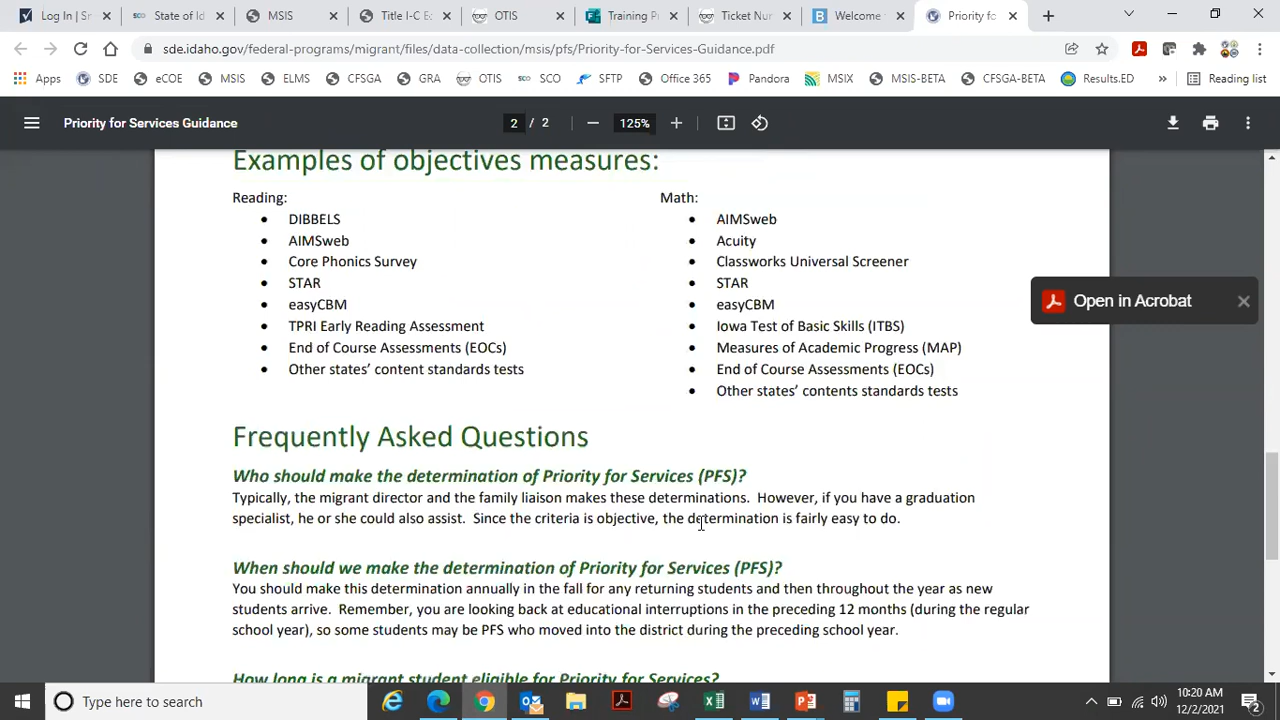 Log In | Sr
State of Id
MSIS
Title I-C Ec
OTIS
Training P
Ticket Nur
Welcome
Priority fo
sde.idaho.gov/federal-programs/migrant/files/data-collection/msis/pfs/Priority-for-Services-Guidance.pdf
Apps SDE eCOE MSIS ELMS CFSGA GRA OTIS SCO SFTP Office 365 Pandora MSIX MSIS-BETA CFSGA-BETA Results.ED » Reading list
Priority for Services Guidance 2 / 2 125%
Examples of objectives measures:
Reading:
• DIBBELS
• AIMSweb
• Core Phonics Survey
• STAR
• easyCBM
• TPRI Early Reading Assessment
• End of Course Assessments (EOCs)
• Other states' content standards tests
Math:
• AIMSweb
• Acuity
• Classworks Universal Screener
• STAR
• easyCBM
• Iowa Test of Basic Skills (ITBS)
• Measures of Academic Progress (MAP)
• End of Course Assessments (EOCs)
• Other states' contents standards tests
Open in Acrobat
Frequently Asked Questions
Who should make the determination of Priority for Services (PFS)?
Typically, the migrant director and the family liaison makes these determinations. However, if you have a graduation
specialist, he or she could also assist. Since the criteria is objective, the determination is fairly easy to do.
When should we make the determination of Priority for Services (PFS)?
You should make this determination annually in the fall for any returning students and then throughout the year as new
students arrive. Remember, you are looking back at educational interruptions in the preceding 12 months (during the regular
school year), so some students may be PFS who moved into the district during the preceding school year.
How long is a migrant student eligible for Priority for Services?
Type here to search
10:20 AM
12/2/2021
2